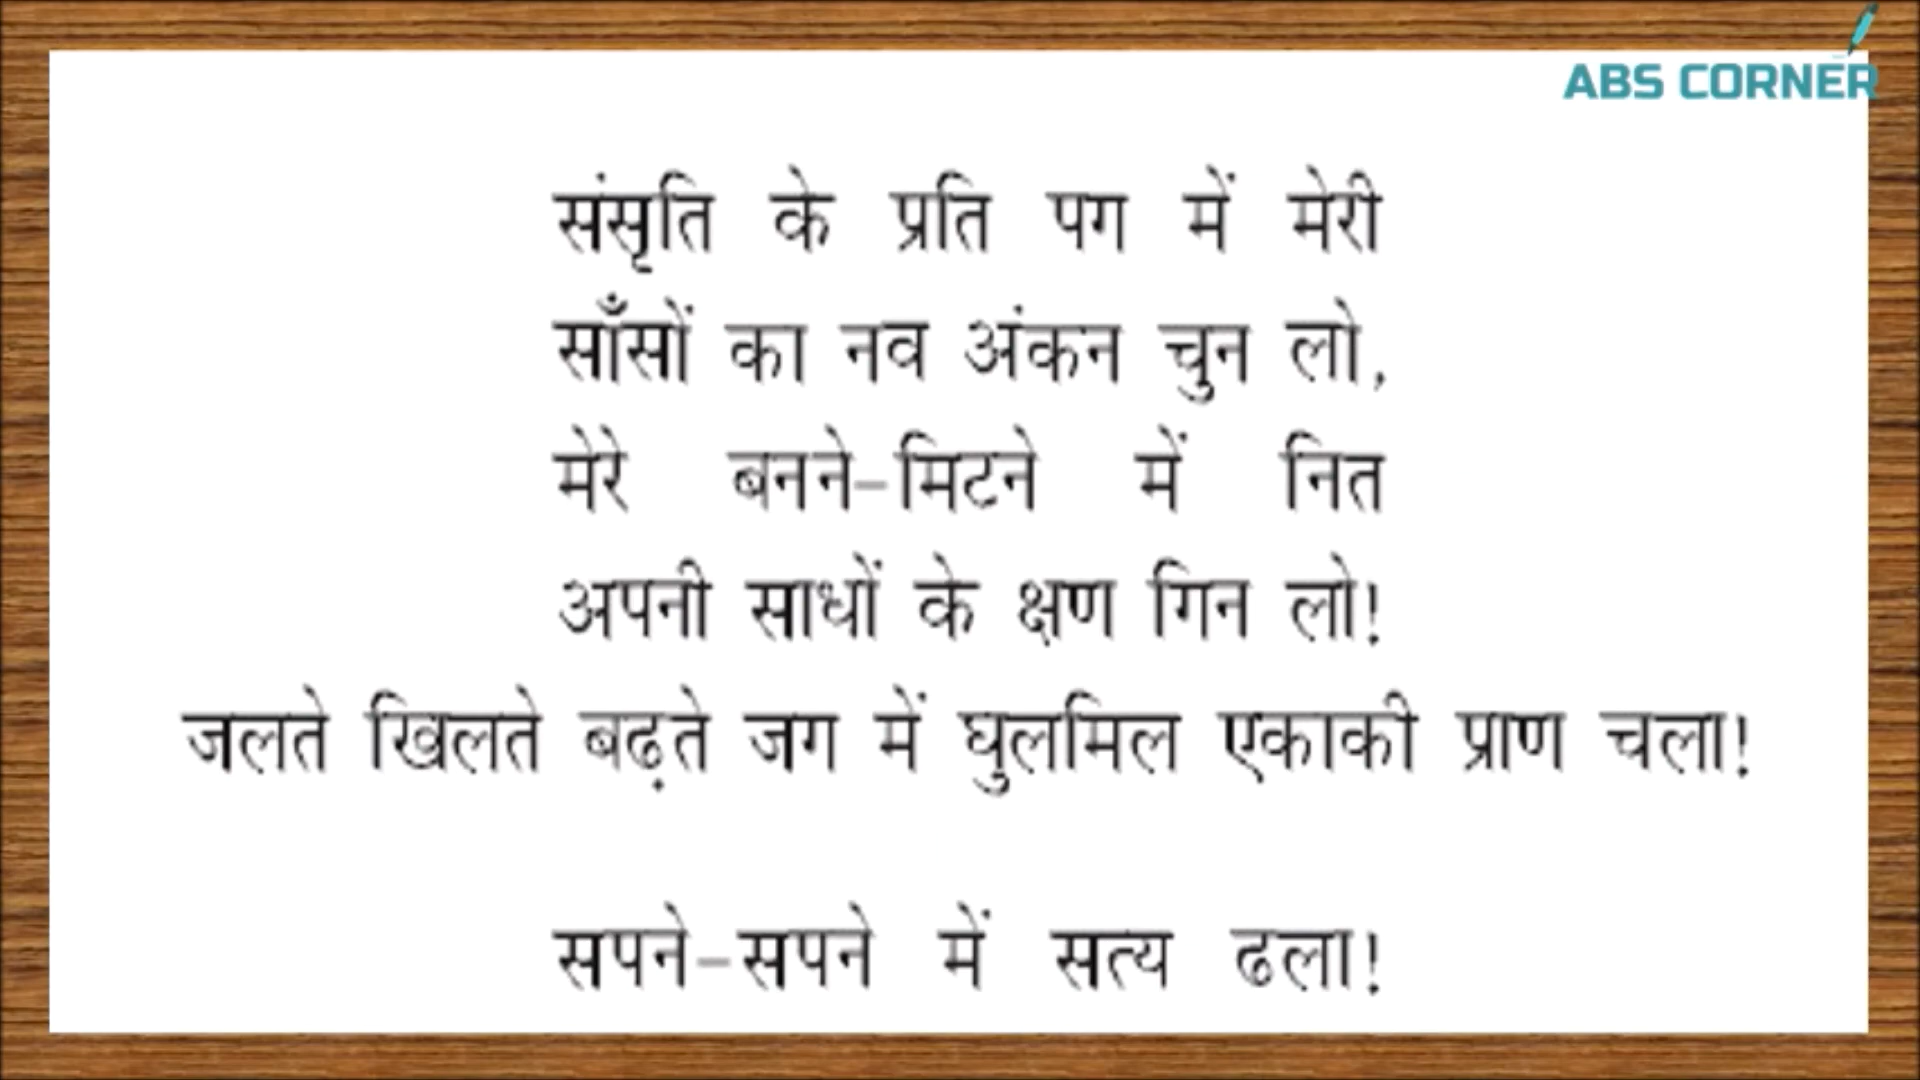 ABS CORNER
संसृति के प्रति पग में मेरी
साँसों का नव अंकन चुन लो,
मेरे बनने-मिटने में नित
अपनी साधों के क्षण गिन लो!
जलते खिलते बढ़ते जग में घुलमिल एकाकी प्राण चला!
सपने-सपने में सत्य ढला!